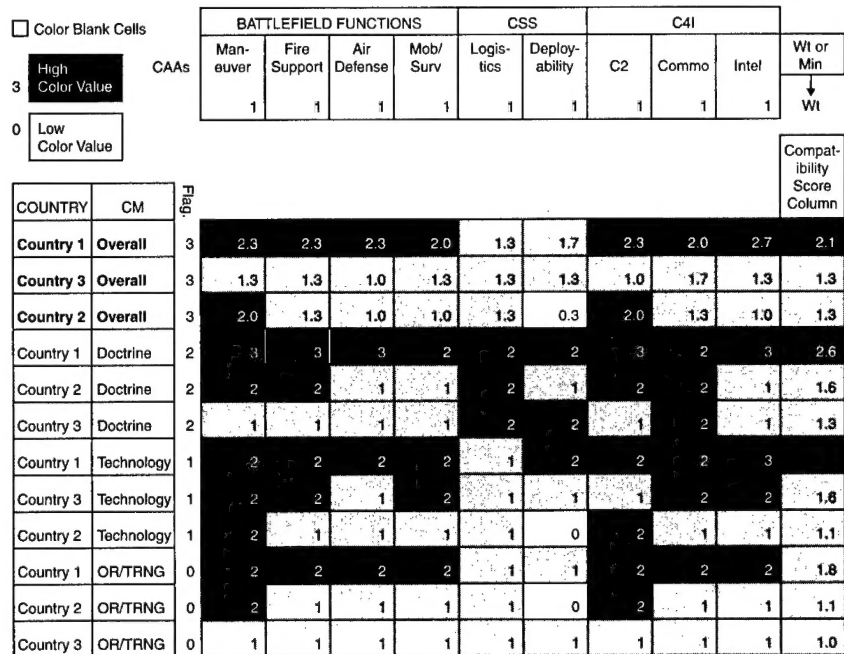 Color Blank Cells
3 High Color Value
0 Low Color Value
CAAs
BATTLEFIELD FUNCTIONS CSS C4I
Man-euver Fire Support Air Defense Mob/ Surv Logis-tics Deploy-ability C2 Commo Intel Wt or Min
1 1 1 1 1 1 1 1 1 Wt
Compat-ibility Score Column
COUNTRY CM Flag.
Country 1 Overall 3 2.3 2.3 2.3 2.0 1.3 1.7 2.3 2.0 2.7 2.1
Country 3 Overall 3 1.3 1.3 1.0 1.3 1.3 1.3 1.0 1.7 1.3 1.3
Country 2 Overall 3 2.0 1.3 1.0 1.0 1.3 0.3 2.0 1.3 1.0 1.3
Country 1 Doctrine 2 3 3 3 2 2 2 3 2 3 2.6
Country 2 Doctrine 2 2 2 1 1 2 1 2 2 1 1.6
Country 3 Doctrine 2 1 1 1 1 2 2 1 2 1 1.3
Country 1 Technology 1 2 2 2 2 1 2 2 2 3
Country 3 Technology 1 2 2 1 2 1 1 1 2 2 1.6
Country 2 Technology 1 2 1 1 1 1 0 2 1 1 1.1
Country 1 OR/TRNG 0 2 2 2 2 1 1 2 2 2 1.8
Country 2 OR/TRNG 0 2 1 1 1 1 0 2 1 1 1.1
Country 3 OR/TRNG 0 1 1 1 1 1 1 1 1 1 1.0